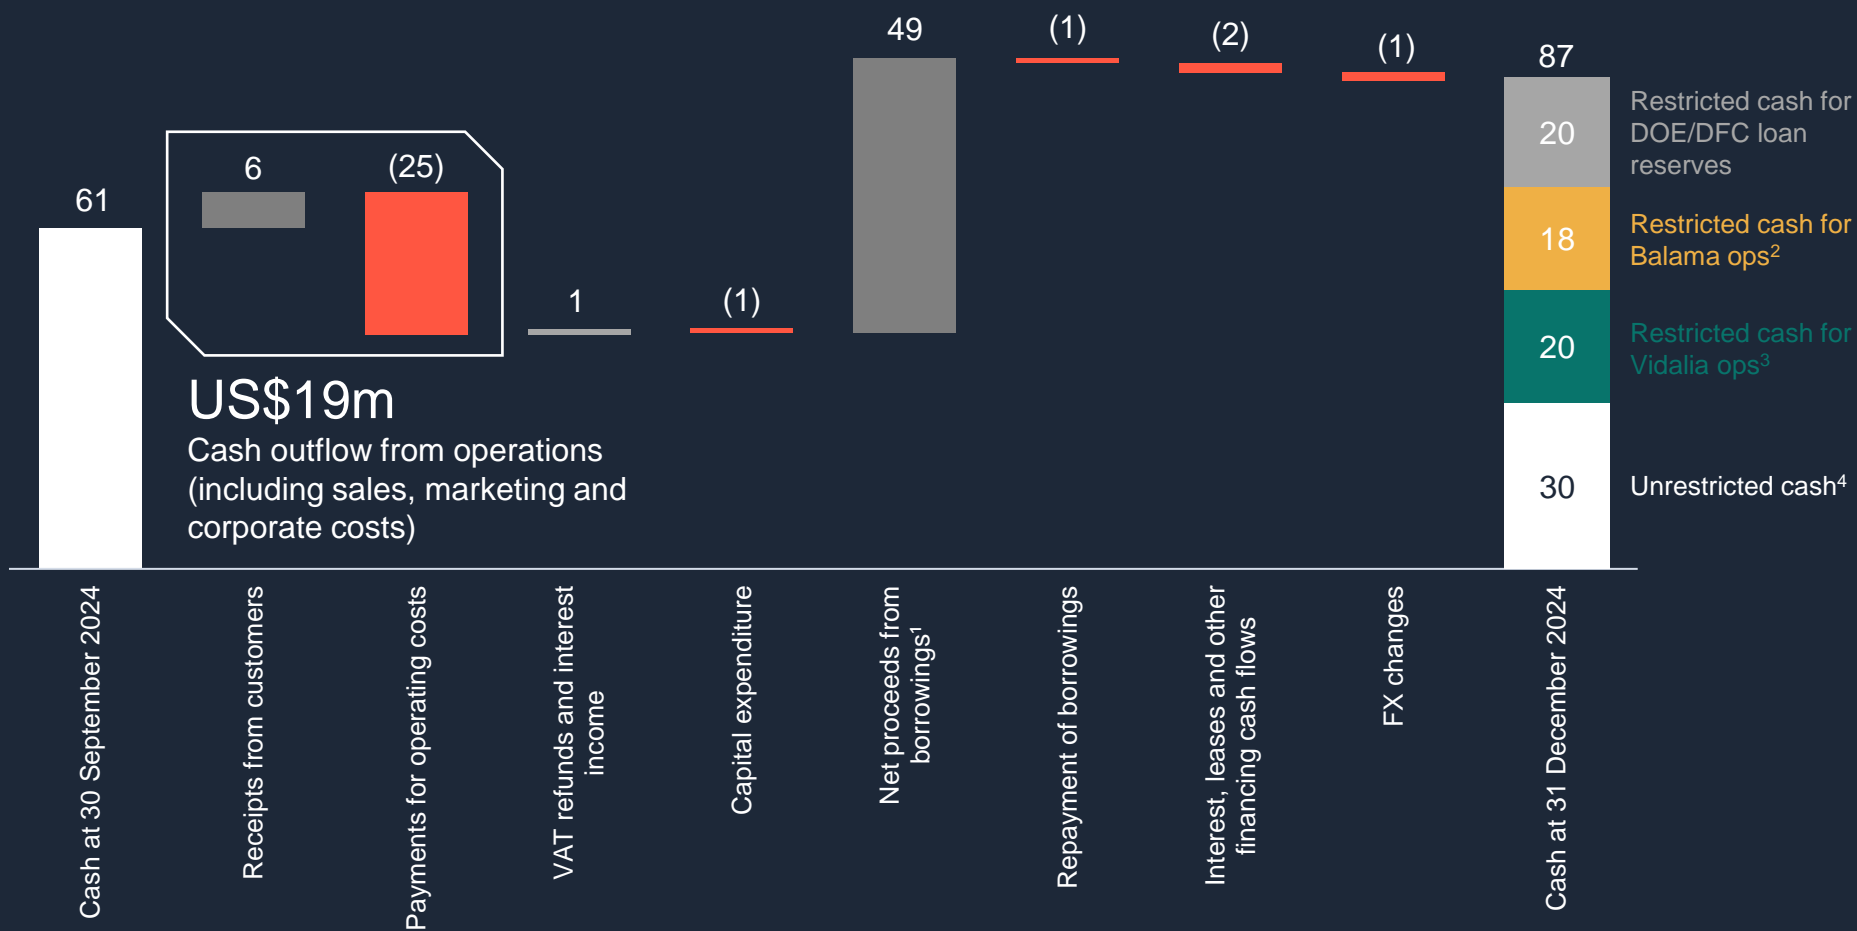 61
6
(25)
1
(1)
49
(1)
(2)
(1)
87
20
18
20
30
Restricted cash for
DOE/DFC loan
reserves
Restricted cash for
Balama ops²
Restricted cash for
Vidalia ops³
Unrestricted cash⁴
US$19m
Cash outflow from operations
(including sales, marketing and
corporate costs)
Cash at 30 September 2024
Receipts from customers
Payments for operating costs
VAT refunds and interest
income
Capital expenditure
Net proceeds from
borrowings¹
Repayment of borrowings
Interest, leases and other
financing cash flows
FX changes
Cash at 31 December 2024